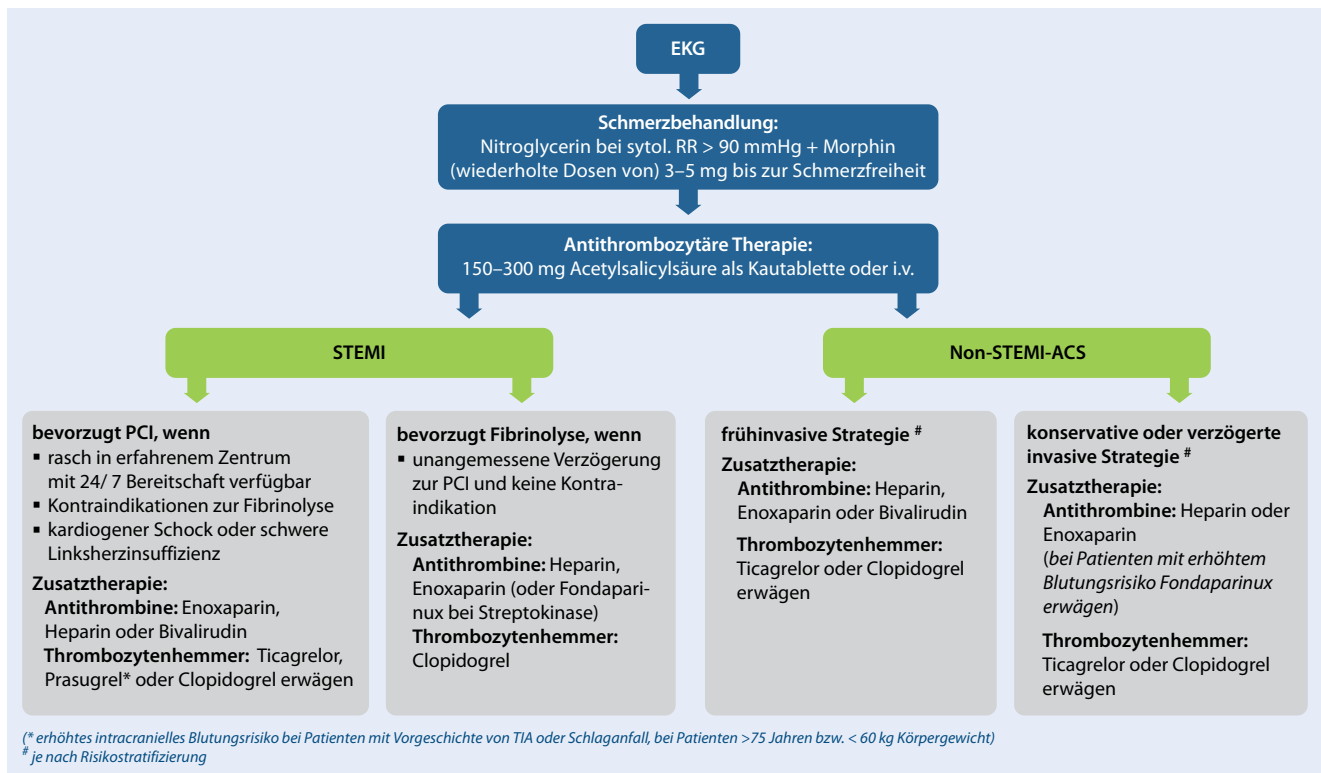 EKG
Schmerzbehandlung:
Nitroglycerin bei sytol. RR > 90 mmHg + Morphin
(wiederholte Dosen von) 3–5 mg bis zur Schmerzfreiheit
Antithrombozytäre Therapie:
150–300 mg Acetylsalicylsäure als Kautablette oder i.v.
STEMI
Non-STEMI-ACS
bevorzugt PCI, wenn
▪ rasch in erfahrenem Zentrum
mit 24/ 7 Bereitschaft verfügbar
▪ Kontraindikationen zur Fibrinolyse
▪ kardiogener Schock oder schwere
Linksherzinsuffizienz
Zusatztherapie:
Antithrombine: Enoxaparin,
Heparin oder Bivalirudin
Thrombozytenhemmer: Ticagrelor,
Prasugrel* oder Clopidogrel erwägen
bevorzugt Fibrinolyse, wenn
▪ unangemessene Verzögerung
zur PCI und keine Kontra-
indikation
Zusatztherapie:
Antithrombine: Heparin,
Enoxaparin (oder Fondapari-
nux bei Streptokinase)
Thrombozytenhemmer:
Clopidogrel
frühinvasive Strategie #
Zusatztherapie:
Antithrombine: Heparin,
Enoxaparin oder Bivalirudin
Thrombozytenhemmer:
Ticagrelor oder Clopidogrel
erwägen
konservative oder verzögerte
invasive Strategie #
Zusatztherapie:
Antithrombine: Heparin oder
Enoxaparin
(bei Patienten mit erhöhtem
Blutungsrisiko Fondaparinux
erwägen)
Thrombozytenhemmer:
Ticagrelor oder Clopidogrel
erwägen
(* erhöhtes intracranielles Blutungsrisiko bei Patienten mit Vorgeschichte von TIA oder Schlaganfall, bei Patienten >75 Jahren bzw. < 60 kg Körpergewicht)
# je nach Risikostratifizierung